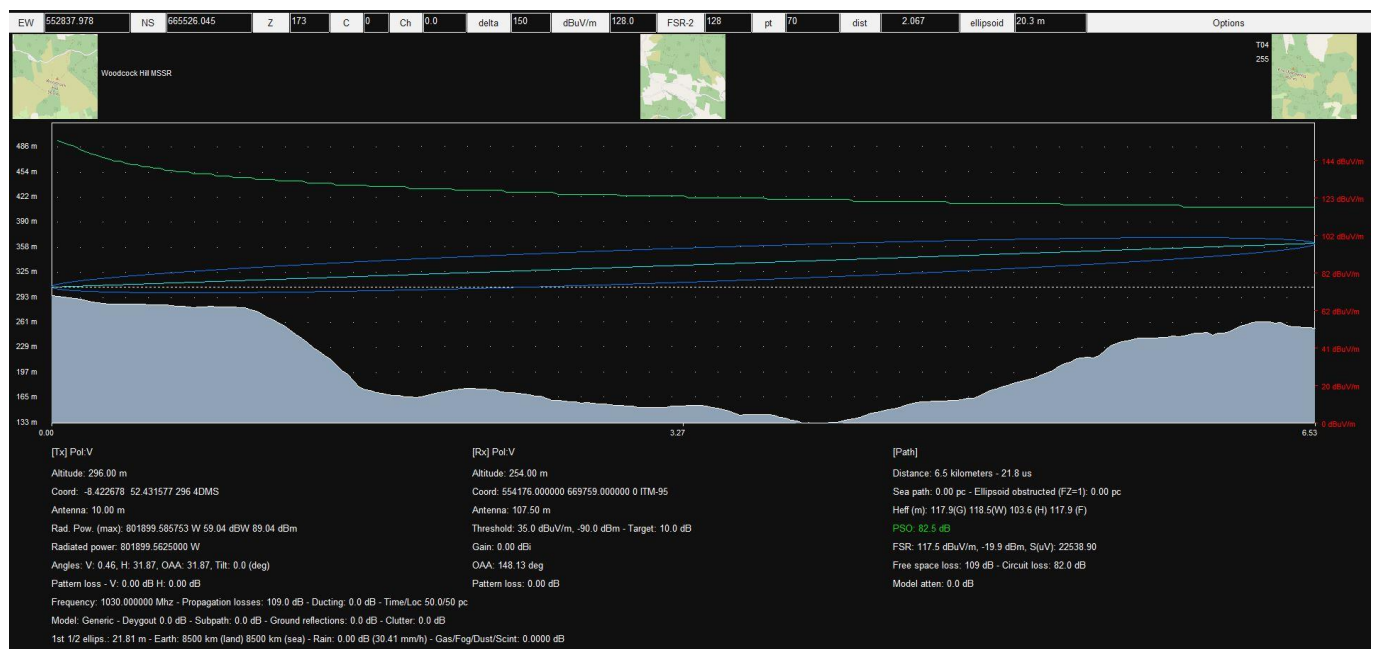 EW 552837.978 NS 665526.045 Z 173 C 0 Ch 0.0 delta 150 dBuV/m 128.0 FSR-2 128 pt 70 dist 2.067 ellipsoid 20.3 m Options
Woodcock Hill MSSR
T04
255
486 m
454 m
422 m
390 m
358 m
325 m
293 m
261 m
229 m
197 m
165 m
133 m
144 dBuV/m
123 dBuV/m
102 dBuV/m
82 dBuV/m
62 dBuV/m
41 dBuV/m
20 dBuV/m
0 dBuV/m
0.00 3.27 6.53
[Tx] Pol:V
Altitude: 296.00 m
Coord: -8.422678 52.431577 296 4DMS
Antenna: 10.00 m
Rad. Pow. (max): 801899.585753 W 59.04 dBW 89.04 dBm
Radiated power: 801899.5625000 W
Angles: V: 0.46, H: 31.87, OAA: 31.87, Tilt: 0.0 (deg)
Pattern loss - V: 0.00 dB H: 0.00 dB
Frequency: 1030.000000 Mhz - Propagation losses: 109.0 dB - Ducting: 0.0 dB - Time/Loc 50.0/50 pc
Model: Generic - Deygout 0.0 dB - Subpath: 0.0 dB - Ground reflections: 0.0 dB - Clutter: 0.0 dB
1st 1/2 ellips.: 21.81 m - Earth: 8500 km (land) 8500 km (sea) - Rain: 0.00 dB (30.41 mm/h) - Gas/Fog/Dust/Scint: 0.0000 dB
[Rx] Pol:V
Altitude: 254.00 m
Coord: 554176.000000 669759.000000 0 ITM-95
Antenna: 107.50 m
Threshold: 35.0 dBuV/m, -90.0 dBm - Target: 10.0 dB
Gain: 0.00 dBi
OAA: 148.13 deg
Pattern loss: 0.00 dB
[Path]
Distance: 6.5 kilometers - 21.8 us
Sea path: 0.00 pc - Ellipsoid obstructed (FZ=1): 0.00 pc
Heff (m): 117.9(G) 118.5(W) 103.6 (H) 117.9 (F)
PSO: 82.5 dB
FSR: 117.5 dBuV/m, -19.9 dBm, S(uV): 22538.90
Free space loss: 109 dB - Circuit loss: 82.0 dB
Model atten: 0.0 dB